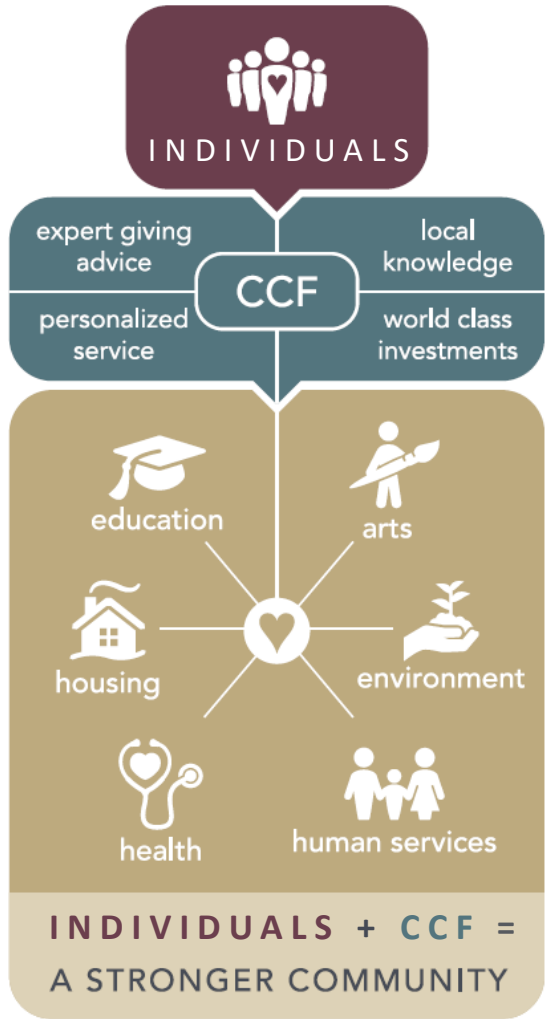 INDIVIDUALS
expert giving
advice
local
knowledge
CCF
personalized
service
world class
investments
education
arts
housing
environment
health
human services
INDIVIDUALS + CCF =
A STRONGER COMMUNITY